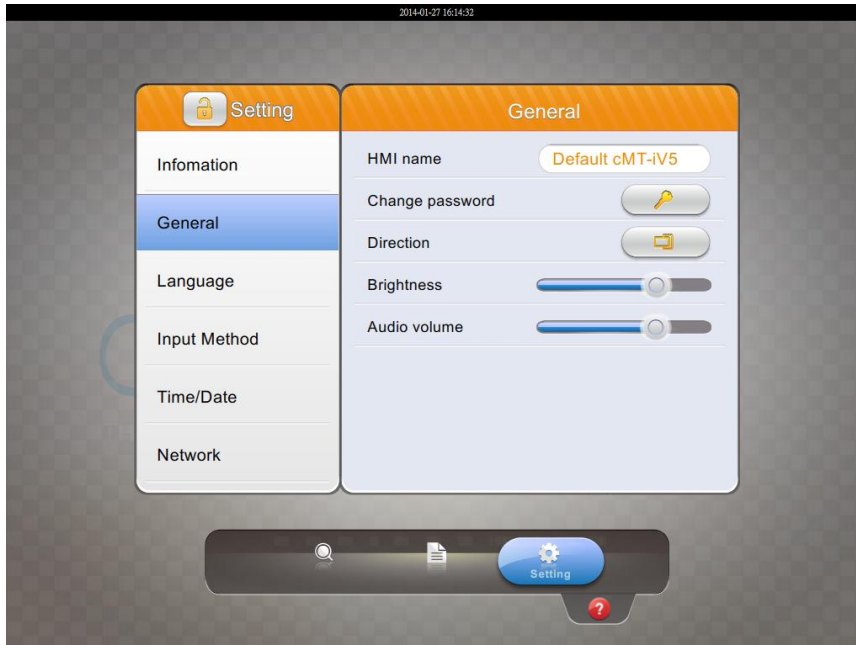 2014-01-27 16:14:32
Setting
General
Infomation
General
Language
Input Method
Time/Date
Network
HMI name
Default cMT-iV5
Change password
Direction
Brightness
Audio volume
Setting
?